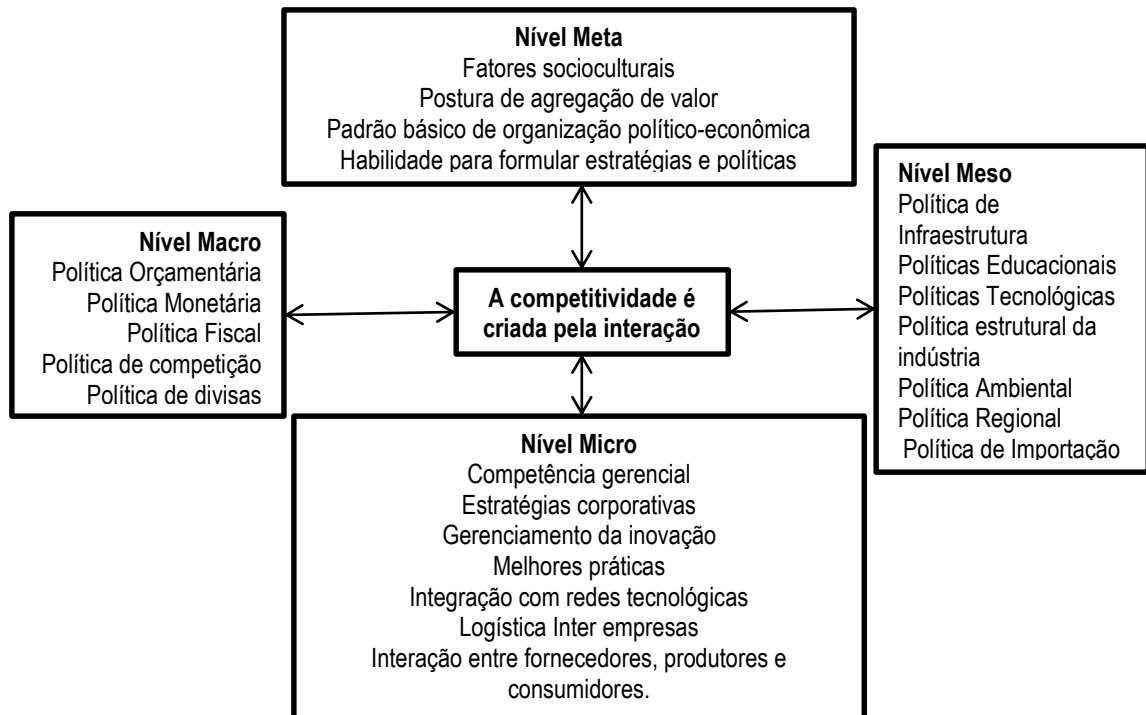 Nível Meta
Fatores socioculturais
Postura de agregação de valor
Padrão básico de organização político-econômica
Habilidade para formular estratégias e políticas
Nível Macro
Política Orçamentária
Política Monetária
Política Fiscal
Política de competição
Política de divisas
A competitividade é
criada pela interação
Nível Meso
Política de
Infraestrutura
Políticas Educacionais
Políticas Tecnológicas
Política estrutural da
indústria
Política Ambiental
Política Regional
Política de Importação
Nível Micro
Competência gerencial
Estratégias corporativas
Gerenciamento da inovação
Melhores práticas
Integração com redes tecnológicas
Logística Inter empresas
Interação entre fornecedores, produtores e
consumidores.